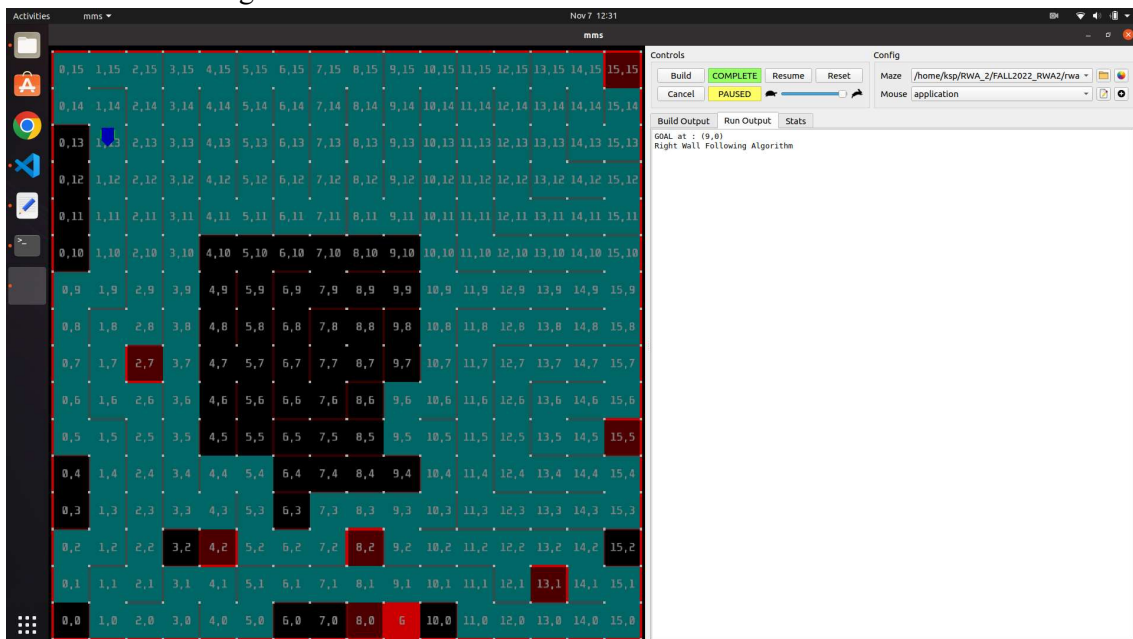 Activities mms Nov 7 12:31
mms
0,15 1,15 2,15 3,15 4,15 5,15 6,15 7,15 8,15 9,15 10,15 11,15 12,15 13,15 14,15 15,15
0,14 1,14 2,14 3,14 4,14 5,14 6,14 7,14 8,14 9,14 10,14 11,14 12,14 13,14 14,14 15,14
0,13 1,13 2,13 3,13 4,13 5,13 6,13 7,13 8,13 9,13 10,13 11,13 12,13 13,13 14,13 15,13
0,12 1,12 2,12 3,12 4,12 5,12 6,12 7,12 8,12 9,12 10,12 11,12 12,12 13,12 14,12 15,12
0,11 1,11 2,11 3,11 4,11 5,11 6,11 7,11 8,11 9,11 10,11 11,11 12,11 13,11 14,11 15,11
0,10 1,10 2,10 3,10 4,10 5,10 6,10 7,10 8,10 9,10 10,10 11,10 12,10 13,10 14,10 15,10
0,9 1,9 2,9 3,9 4,9 5,9 6,9 7,9 8,9 9,9 10,9 11,9 12,9 13,9 14,9 15,9
0,8 1,8 2,8 3,8 4,8 5,8 6,8 7,8 8,8 9,8 10,8 11,8 12,8 13,8 14,8 15,8
0,7 1,7 2,7 3,7 4,7 5,7 6,7 7,7 8,7 9,7 10,7 11,7 12,7 13,7 14,7 15,7
0,6 1,6 2,6 3,6 4,6 5,6 6,6 7,6 8,6 9,6 10,6 11,6 12,6 13,6 14,6 15,6
0,5 1,5 2,5 3,5 4,5 5,5 6,5 7,5 8,5 9,5 10,5 11,5 12,5 13,5 14,5 15,5
0,4 1,4 2,4 3,4 4,4 5,4 6,4 7,4 8,4 9,4 10,4 11,4 12,4 13,4 14,4 15,4
0,3 1,3 2,3 3,3 4,3 5,3 6,3 7,3 8,3 9,3 10,3 11,3 12,3 13,3 14,3 15,3
0,2 1,2 2,2 3,2 4,2 5,2 6,2 7,2 8,2 9,2 10,2 11,2 12,2 13,2 14,2 15,2
0,1 1,1 2,1 3,1 4,1 5,1 6,1 7,1 8,1 9,1 10,1 11,1 12,1 13,1 14,1 15,1
0,0 1,0 2,0 3,0 4,0 5,0 6,0 7,0 8,0 G 10,0 11,0 12,0 13,0 14,0 15,0
Controls
Build COMPLETE Resume Reset
Cancel PAUSED
Config
Maze /home/ksp/RWA_2/FALL2022_RWA2/rwa
Mouse application
Build Output Run Output Stats
GOAL at : (9,0)
Right Wall Following Algorithm